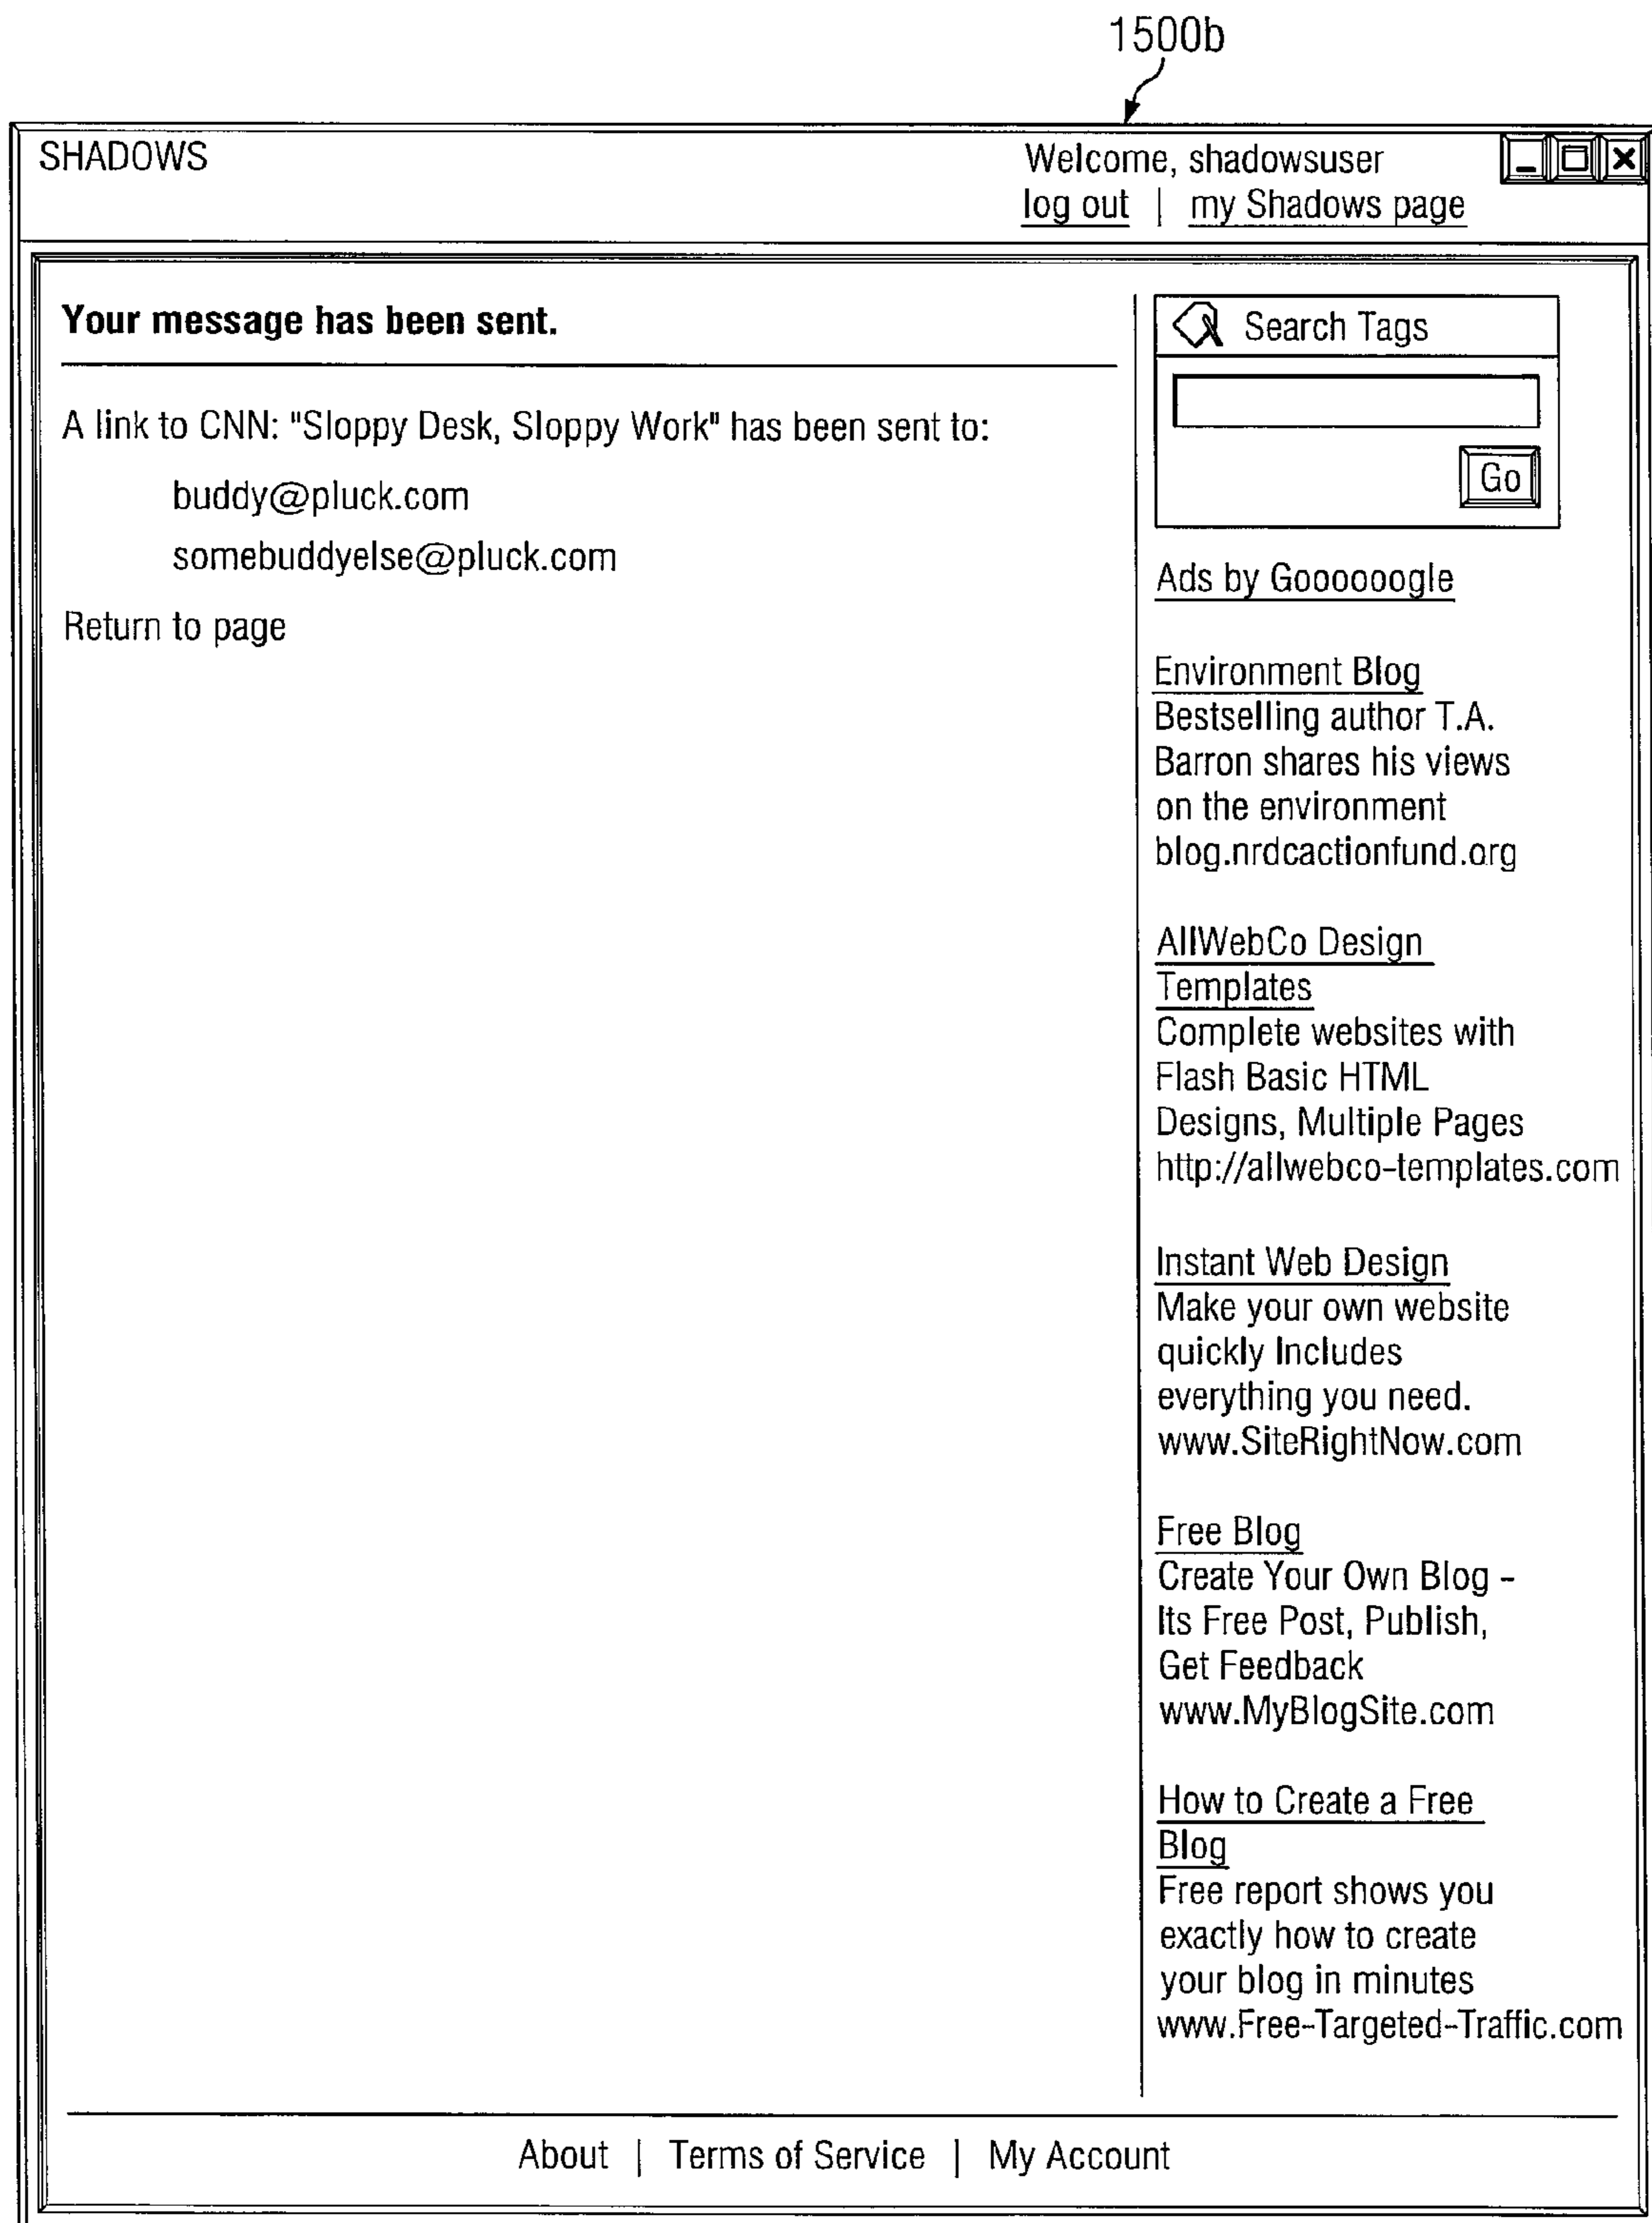 1500b
SHADOWS
Welcome, shadowsuser
log out | my Shadows page
Your message has been sent.
A link to CNN: "Sloppy Desk, Sloppy Work" has been sent to:
buddy@pluck.com
somebuddyelse@pluck.com
Return to page
Search Tags
Go
Ads by Goooooogle
Environment Blog
Bestselling author T.A.
Barron shares his views
on the environment
blog.nrdcactionfund.org
AllWebCo Design
Templates
Complete websites with
Flash Basic HTML
Designs, Multiple Pages
http://allwebco-templates.com
Instant Web Design
Make your own website
quickly Includes
everything you need.
www.SiteRightNow.com
Free Blog
Create Your Own Blog -
Its Free Post, Publish,
Get Feedback
www.MyBlogSite.com
How to Create a Free
Blog
Free report shows you
exactly how to create
your blog in minutes
www.Free-Targeted-Traffic.com
About | Terms of Service | My Account